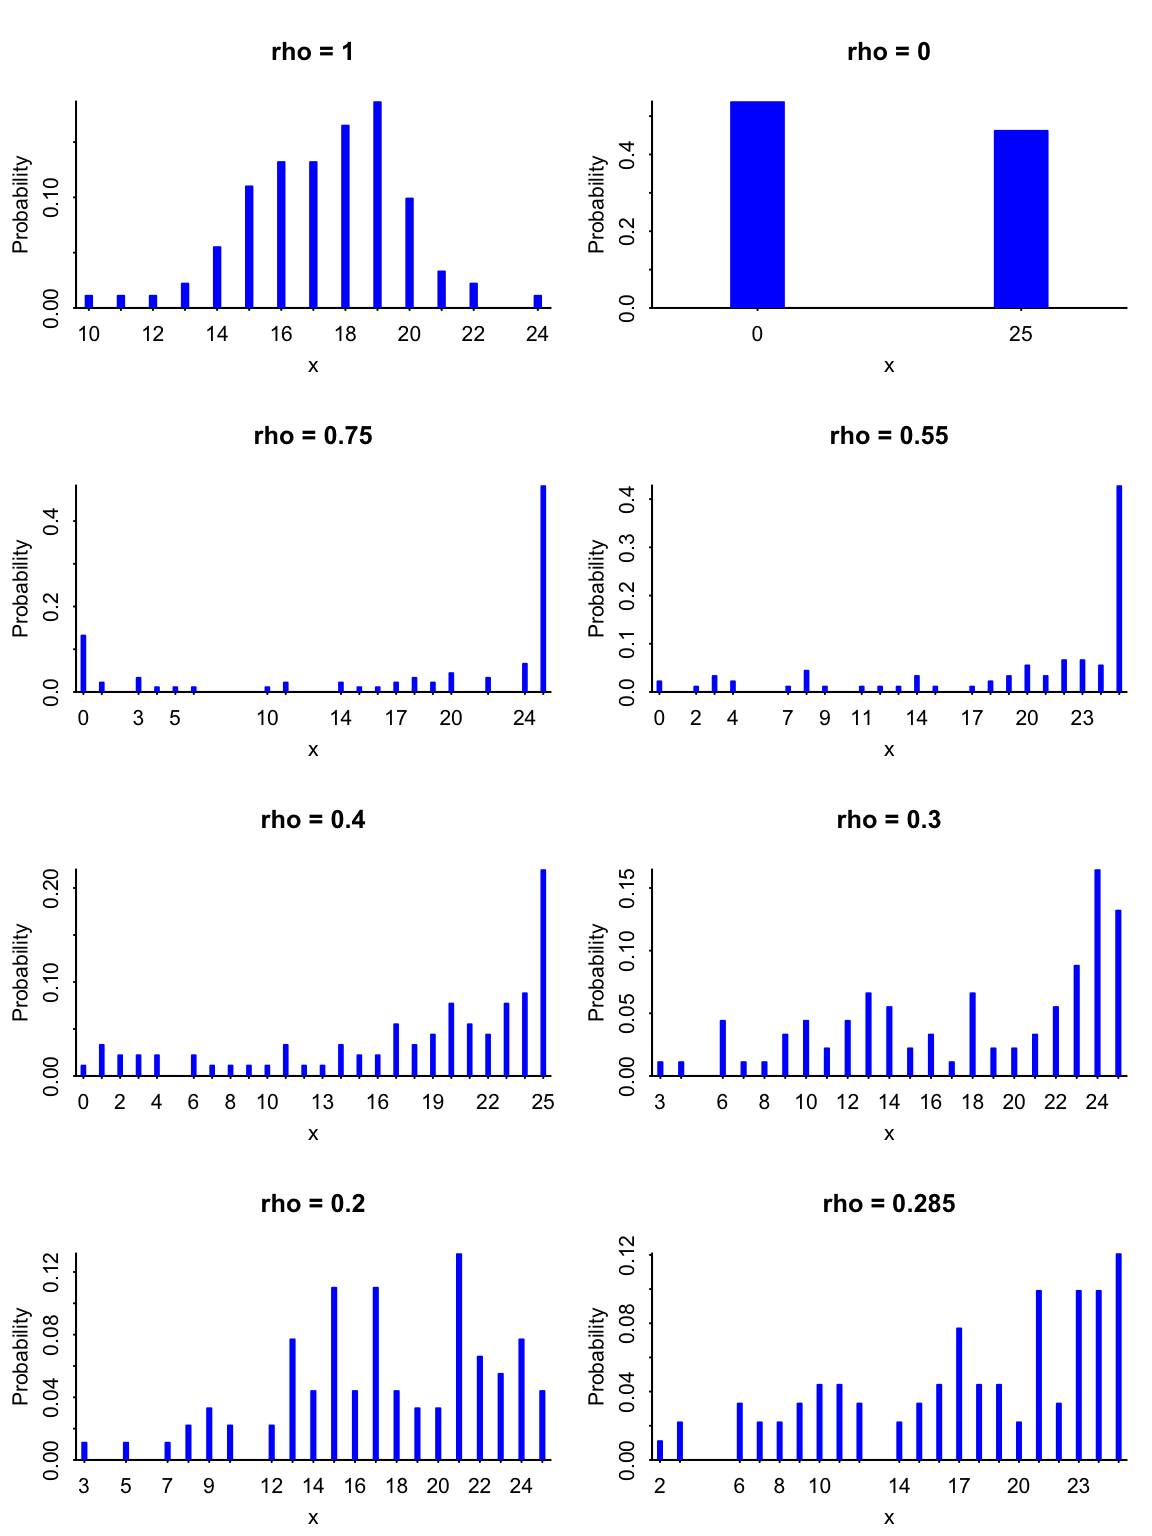 rho = 1
Probability
0.00 0.10
10 12 14 16 18 20 22 24
x
rho = 0
Probability
0.0 0.2 0.4
0 25
x
rho = 0.75
Probability
0.0 0.2 0.4
0 3 5 10 14 17 20 24
x
rho = 0.55
Probability
0.0 0.1 0.2 0.3 0.4
0 2 4 7 9 11 14 17 20 23
x
rho = 0.4
Probability
0.00 0.10 0.20
0 2 4 6 8 10 13 16 19 22 25
x
rho = 0.3
Probability
0.00 0.05 0.10 0.15
3 6 8 10 12 14 16 18 20 22 24
x
rho = 0.2
Probability
0.00 0.04 0.08 0.12
3 5 7 9 12 14 16 18 20 22 24
x
rho = 0.285
Probability
0.00 0.04 0.08 0.12
2 6 8 10 14 17 20 23
x